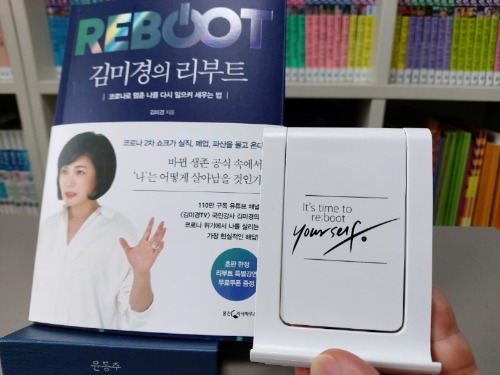 REBOOT
김미경의 리부트
코로나로 멈춘 나를 다시 일으켜 세우는 법
김미경 지음
코로나 2차 쇼크가 실직, 폐업, 파산을 몰고 온다
바뀐 생존 공식 속에서
'나'는 어떻게 살아남을 것인가
110만 구독 유튜브 채널
《김미경TV》 국민강사 김미경의
코로나 위기에서 나를 살리는
가장 현실적인 해답!
초판 한정
리부트 특별강연
무료쿠폰 증정
문등주
It's time to
re:boot
yourself.